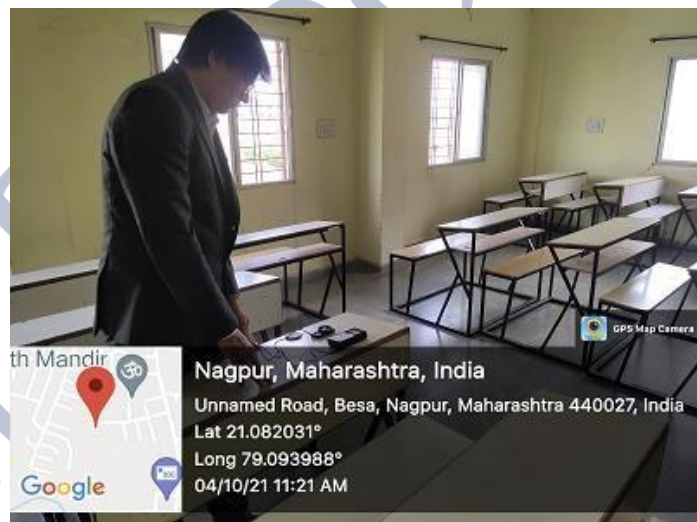 GPS Map Camera
th Mandir
Nagpur, Maharashtra, India
Unnamed Road, Besa, Nagpur, Maharashtra 440027, India
Lat 21.082031°
Long 79.093988°
04/10/21 11:21 AM
Google